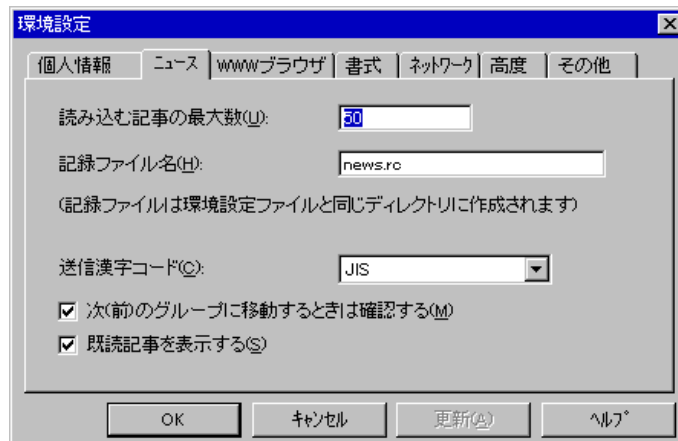 環境設定
個人情報 ニュース WWWブラウザ 書式 ネットワーク 高度 その他
読み込む記事の最大数(U): 50
記録ファイル名(H): news.rc
(記録ファイルは環境設定ファイルと同じディレクトリに作成されます)
送信漢字コード(C): JIS
次(前)のグループに移動するときは確認する(M)
既読記事を表示する(S)
OK キャンセル 更新(A) ヘルプ